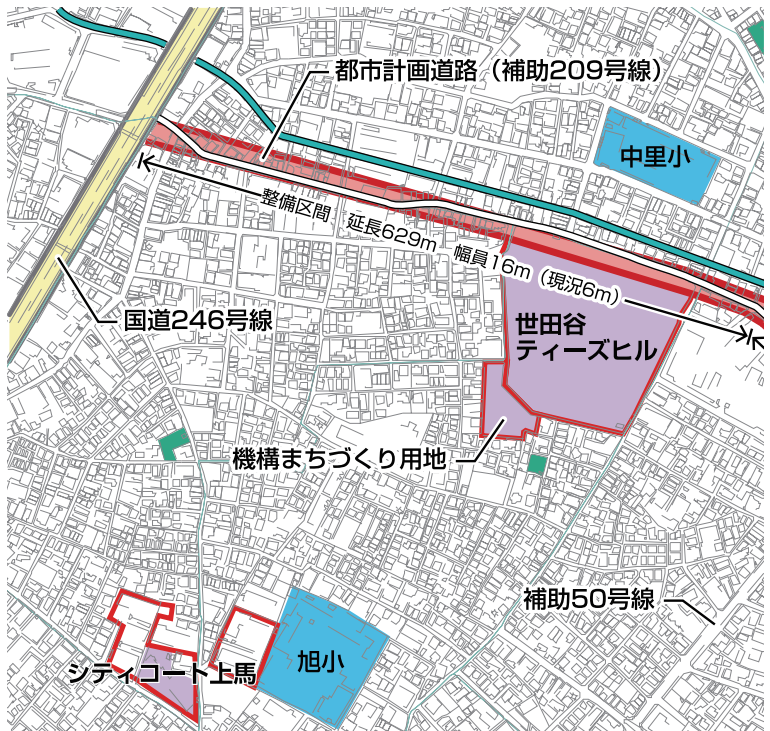 都市計画道路（補助209号線）
中里小
整備区間　延長629m　幅員16m（現況6m）
国道246号線
世田谷
ティーズヒル
機構まちづくり用地
補助50号線
シティコート上馬
旭小